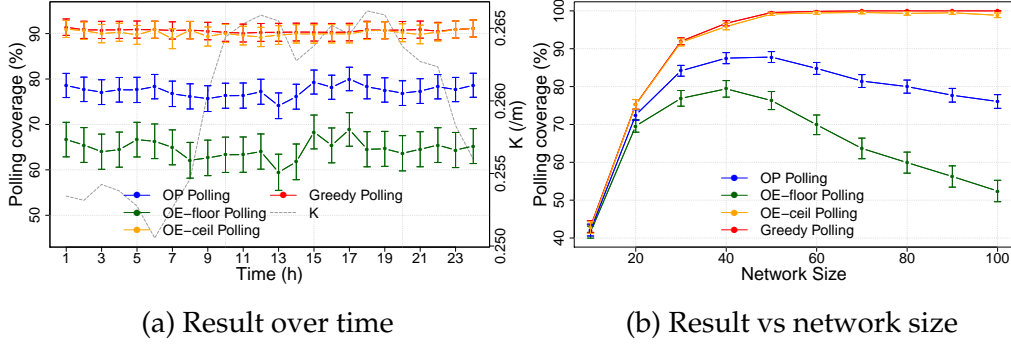 Polling coverage (%)
90
80
70
60
50
0.265
0.260
0.255
0.250
K (/m)
OP Polling
OE−floor Polling
OE−ceil Polling
Greedy Polling
K
1 3 5 7 9 11 13 15 17 19 21 23
Time (h)
Polling coverage (%)
100
90
80
70
60
50
40
OP Polling
OE−floor Polling
OE−ceil Polling
Greedy Polling
20 40 60 80 100
Network Size
(a) Result over time
(b) Result vs network size